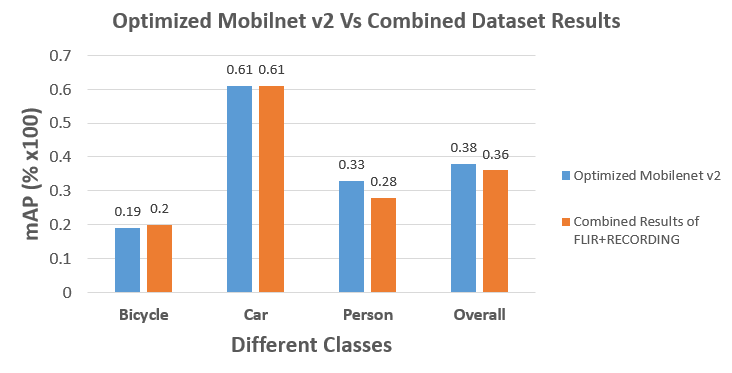 Optimized Mobilnet v2 Vs Combined Dataset Results
mAP (% x100)
0.7
0.6
0.5
0.4
0.3
0.2
0.1
0
0.19
0.2
0.61
0.61
0.33
0.28
0.38
0.36
Bicycle
Car
Person
Overall
Different Classes
Optimized Mobilenet v2
Combined Results of
FLIR+RECORDING